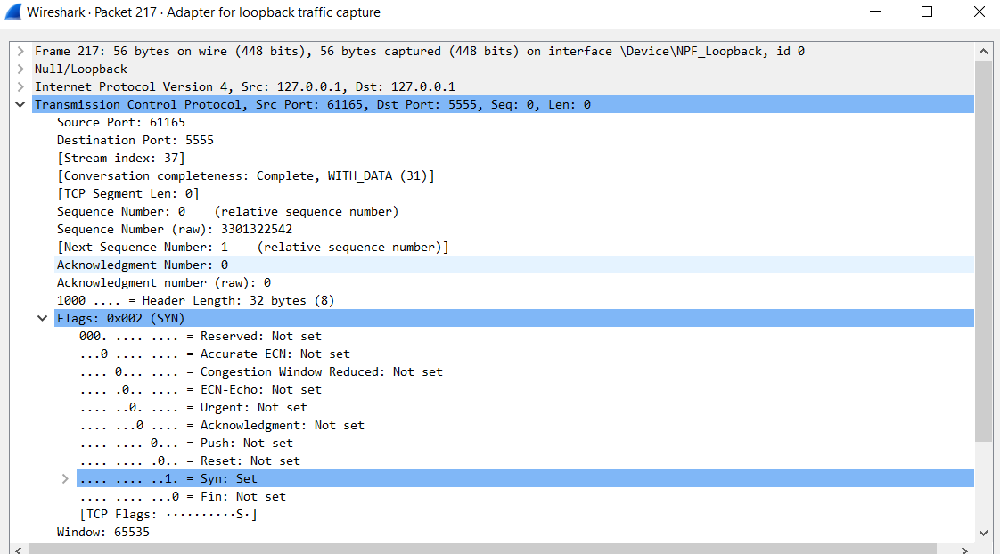 Wireshark · Packet 217 · Adapter for loopback traffic capture
Frame 217: 56 bytes on wire (448 bits), 56 bytes captured (448 bits) on interface \Device\NPF_Loopback, id 0
Null/Loopback
Internet Protocol Version 4, Src: 127.0.0.1, Dst: 127.0.0.1
Transmission Control Protocol, Src Port: 61165, Dst Port: 5555, Seq: 0, Len: 0
Source Port: 61165
Destination Port: 5555
[Stream index: 37]
[Conversation completeness: Complete, WITH_DATA (31)]
[TCP Segment Len: 0]
Sequence Number: 0    (relative sequence number)
Sequence Number (raw): 3301322542
[Next Sequence Number: 1    (relative sequence number)]
Acknowledgment Number: 0
Acknowledgment number (raw): 0
1000 .... = Header Length: 32 bytes (8)
Flags: 0x002 (SYN)
000. .... .... = Reserved: Not set
...0 .... .... = Accurate ECN: Not set
.... 0... .... = Congestion Window Reduced: Not set
.... .0.. .... = ECN-Echo: Not set
.... ..0. .... = Urgent: Not set
.... ...0 .... = Acknowledgment: Not set
.... .... 0... = Push: Not set
.... .... .0.. = Reset: Not set
.... .... ..1. = Syn: Set
.... .... ...0 = Fin: Not set
[TCP Flags: ··········S·]
Window: 65535